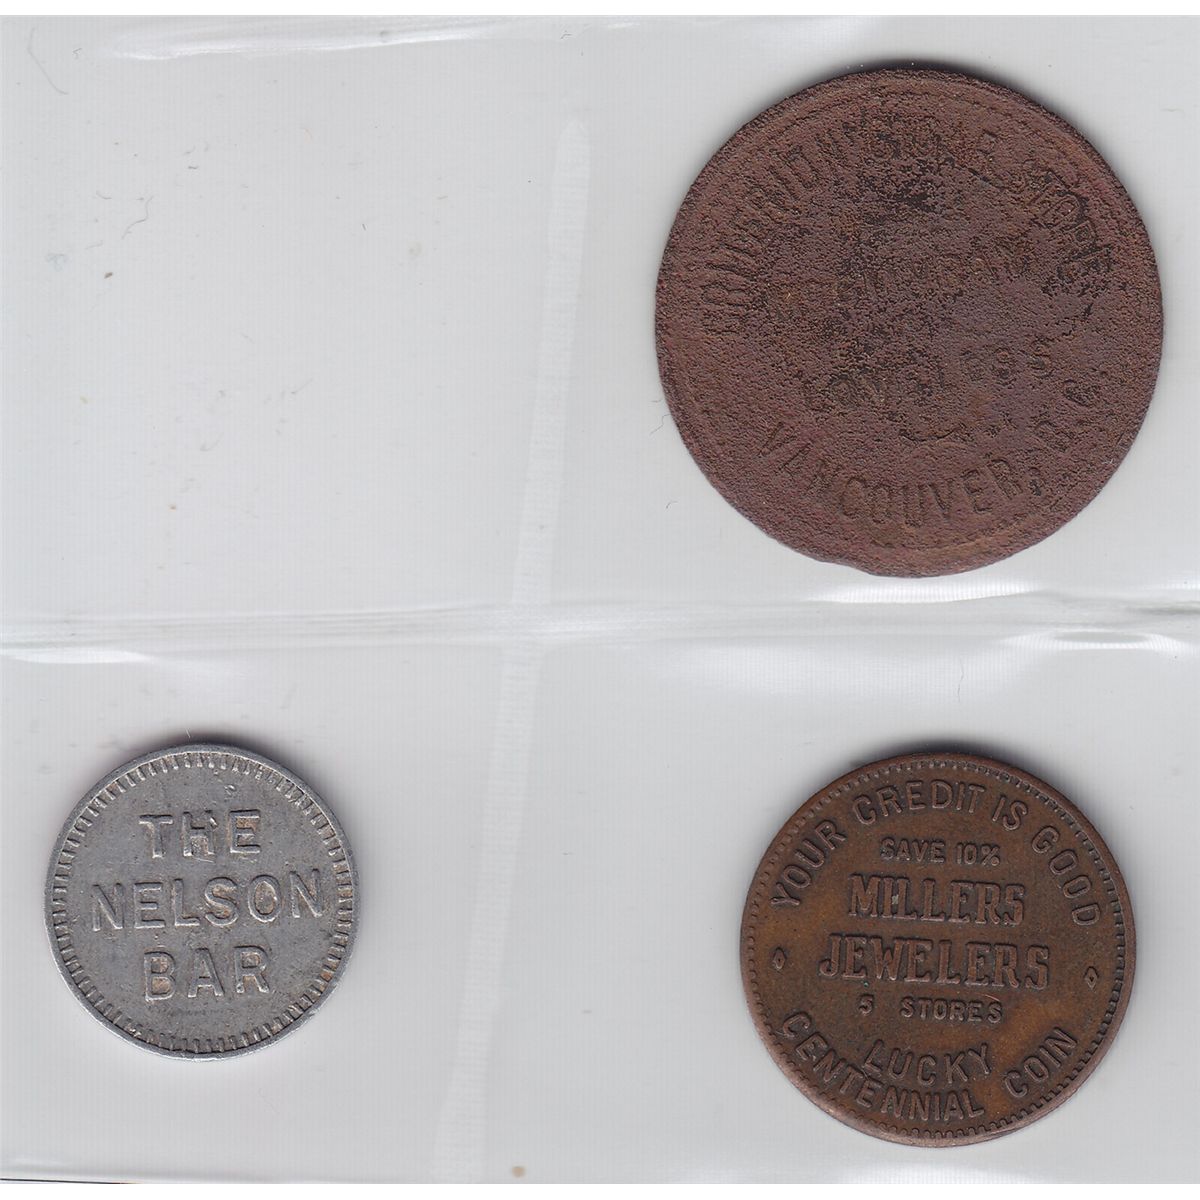 VANCOUVER, B.C.
THE
NELSON
BAR
YOUR CREDIT IS GOOD
SAVE 10%
MILLERS
JEWELERS
5 STORES
LUCKY
CENTENNIAL COIN